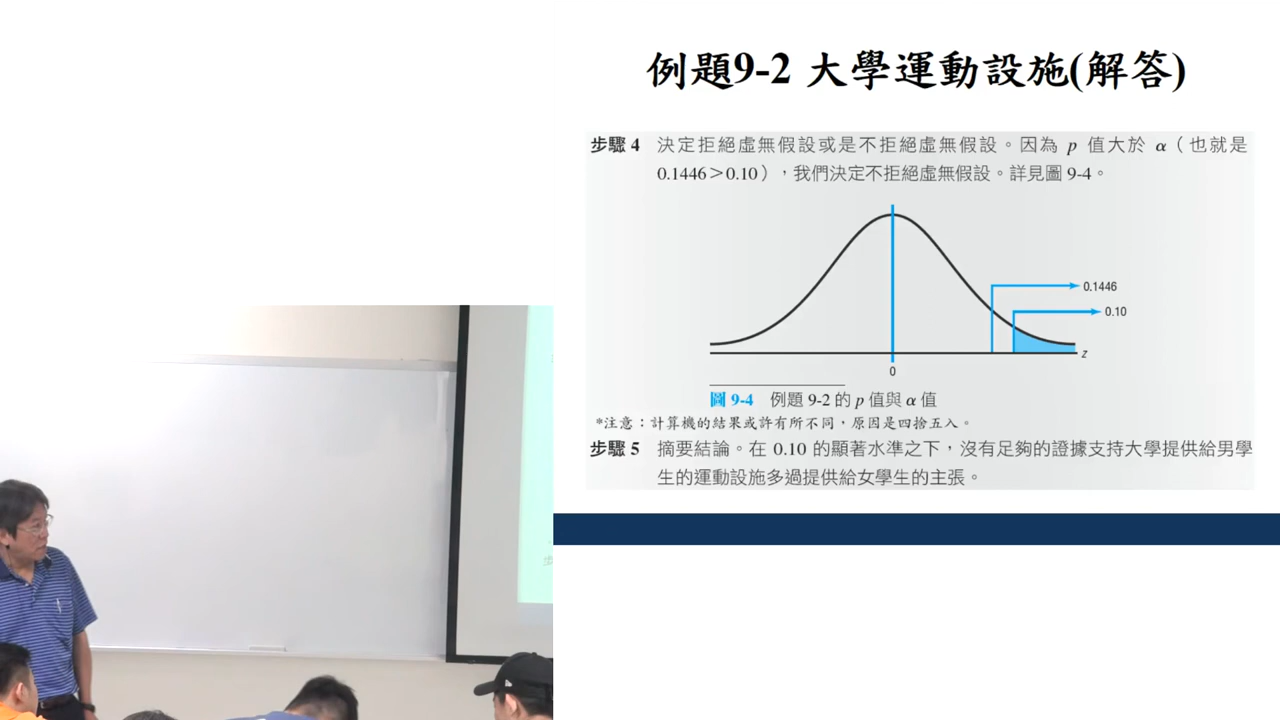 例題9-2 大學運動設施(解答)
步驟 4 決定拒絕虛無假設或是不拒絕虛無假設。因為 p 值大於 α（也就是
0.1446＞0.10），我們決定不拒絕虛無假設。詳見圖 9-4。
0.1446
0.10
z
0
圖 9-4 例題 9-2 的 p 值與 α 值
*注意：計算機的結果或許有所不同，原因是四捨五入。
步驟 5 摘要結論。在 0.10 的顯著水準之下，沒有足夠的證據支持大學提供給男學
生的運動設施多過提供給女學生的主張。